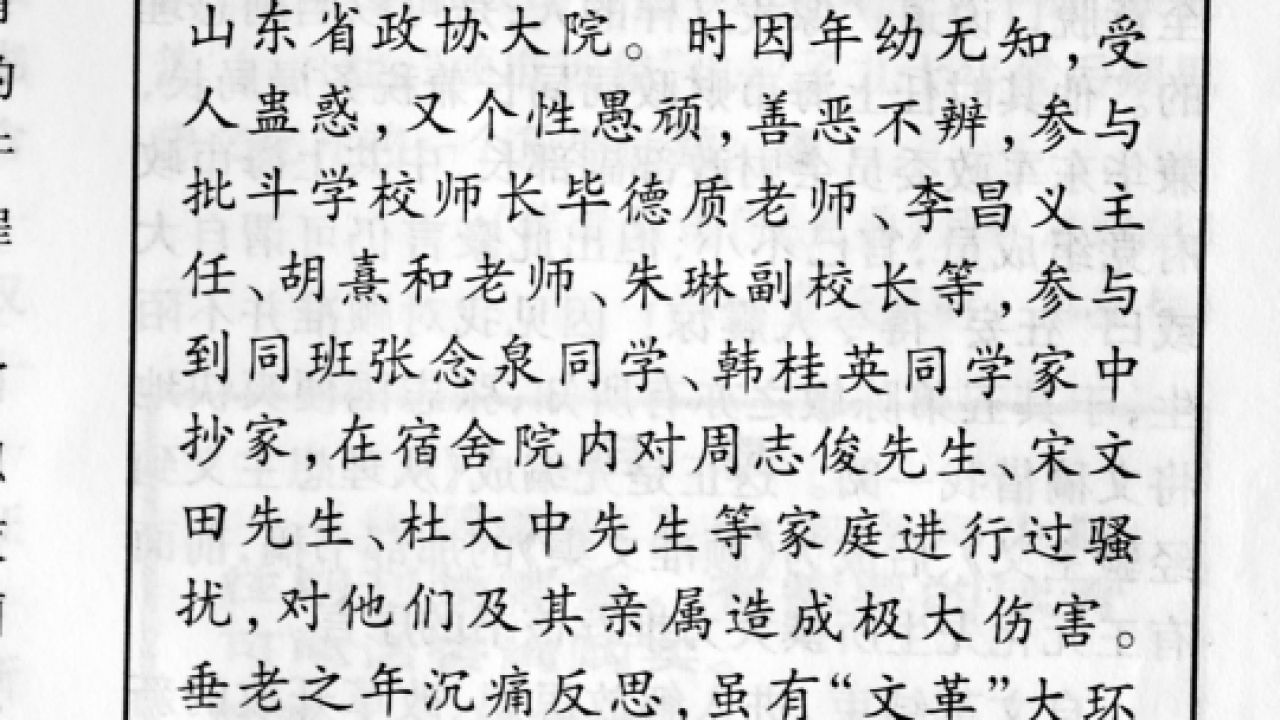 山东省政协大院。时因年幼无知,受
人蛊惑,又个性愚顽,善恶不辨,参与
批斗学校师长毕德质老师、李昌义主
任、胡熹和老师、朱琳副校长等,参与
到同班张念泉同学、韩桂英同学家中
抄家,在宿舍院内对周志俊先生、宋文
田先生、杜大中先生等家庭进行过骚
扰,对他们及其亲属造成极大伤害。
垂老之年沉痛反思,虽有“文革”大环